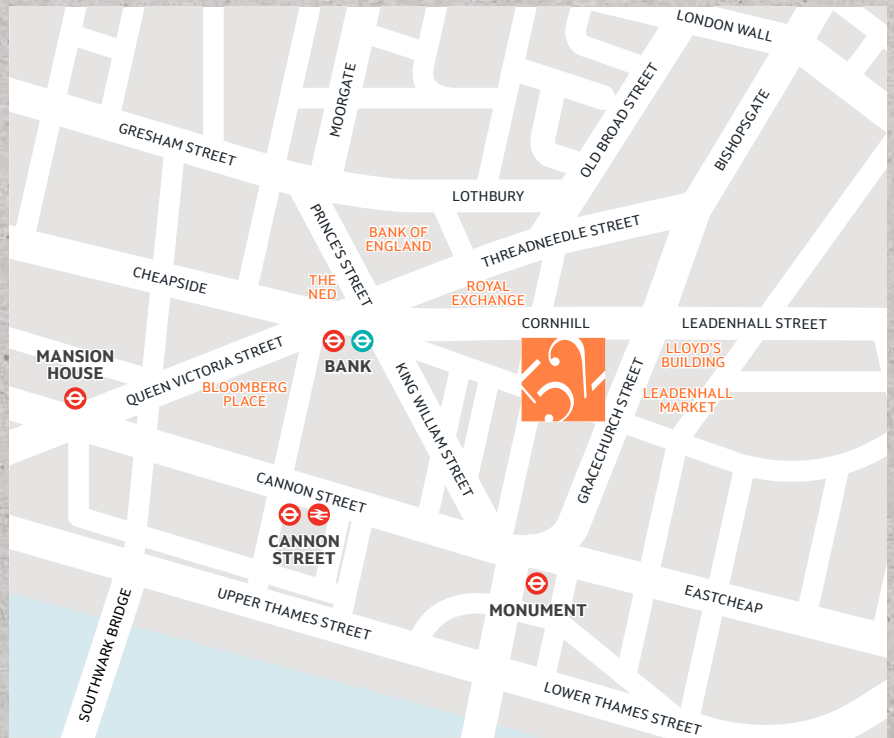 LONDON WALL
MOORGATE
OLD BROAD STREET
BISHOPSGATE
GRESHAM STREET
LOTHBURY
PRINCE'S STREET
BANK OF
ENGLAND
THREADNEEDLE STREET
CHEAPSIDE
THE
NED
ROYAL
EXCHANGE
CORNHILL
LEADENHALL STREET
MANSION
HOUSE
QUEEN VICTORIA STREET
BANK
BLOOMBERG
PLACE
KING WILLIAM STREET
52
GRACECHURCH STREET
LLOYD'S
BUILDING
LEADENHALL
MARKET
CANNON STREET
CANNON
STREET
MONUMENT
EASTCHEAP
UPPER THAMES STREET
SOUTHWARK BRIDGE
LOWER THAMES STREET